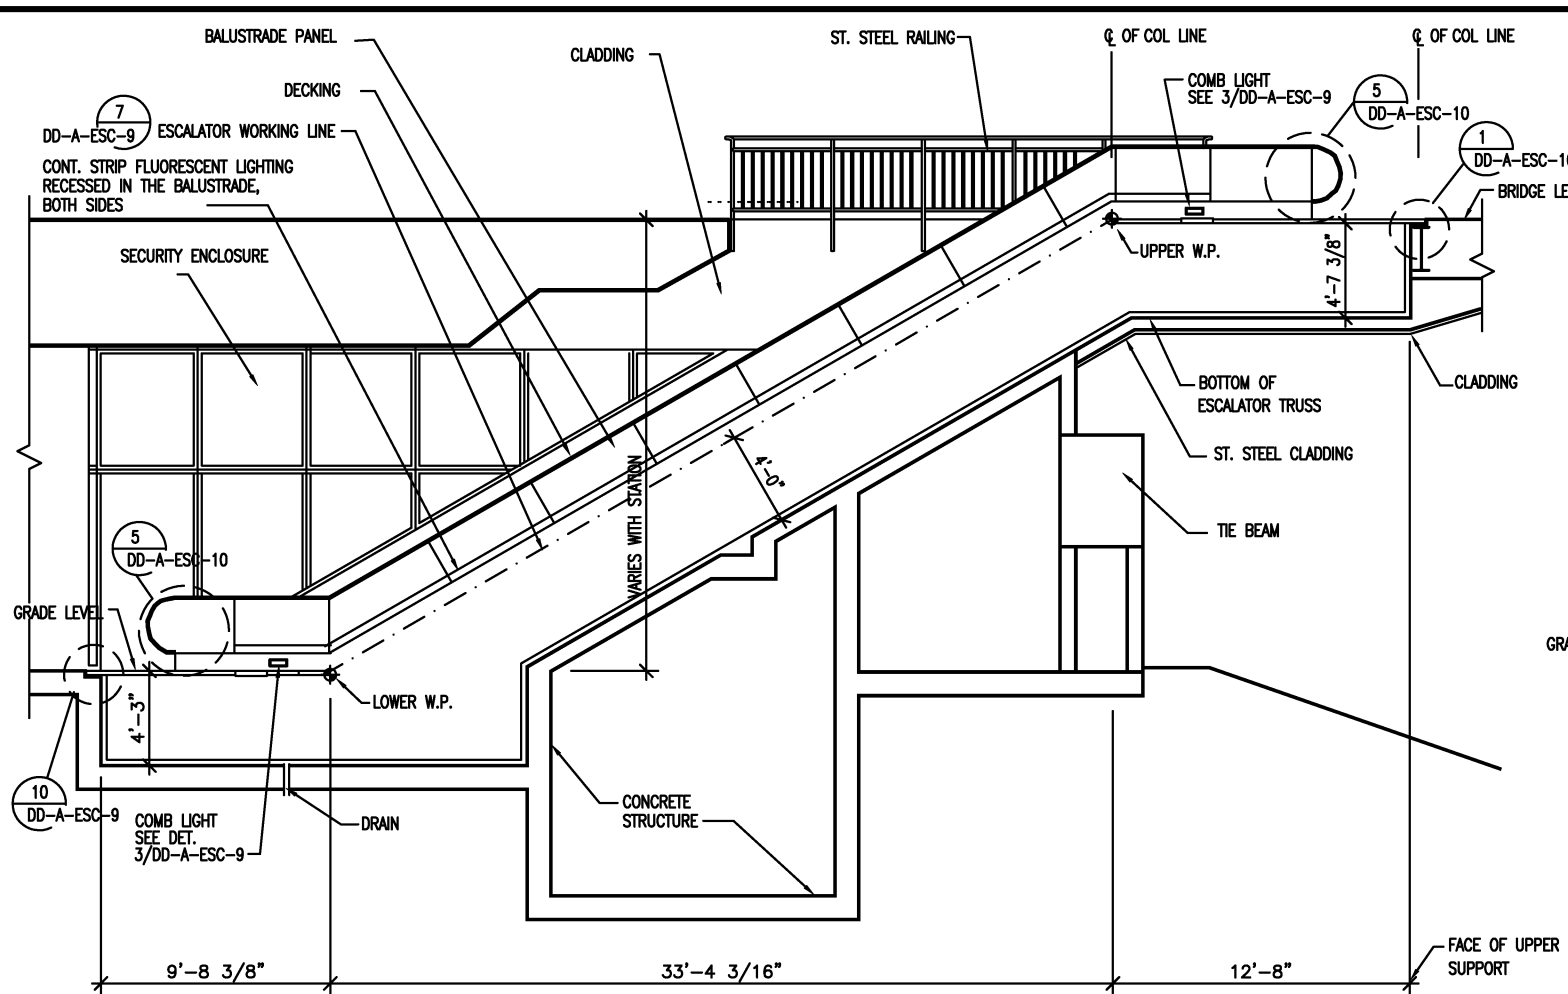 BALUSTRADE PANEL
CLADDING
ST. STEEL RAILING
℄ OF COL LINE
℄ OF COL LINE
DECKING
COMB LIGHT
SEE 3/DD-A-ESC-9
5
DD-A-ESC-10
7
DD-A-ESC-9
ESCALATOR WORKING LINE
1
DD-A-ESC-10
CONT. STRIP FLUORESCENT LIGHTING
RECESSED IN THE BALUSTRADE,
BOTH SIDES
BRIDGE LE
SECURITY ENCLOSURE
UPPER W.P.
4'-7 3/8"
BOTTOM OF
ESCALATOR TRUSS
CLADDING
ST. STEEL CLADDING
4'-0"
VARIES WITH STATION
TIE BEAM
5
DD-A-ESC-10
GRADE LEVEL
GRA
LOWER W.P.
4'-3"
10
DD-A-ESC-9
COMB LIGHT
SEE DET.
3/DD-A-ESC-9
DRAIN
CONCRETE
STRUCTURE
FACE OF UPPER
SUPPORT
9'-8 3/8"
33'-4 3/16"
12'-8"